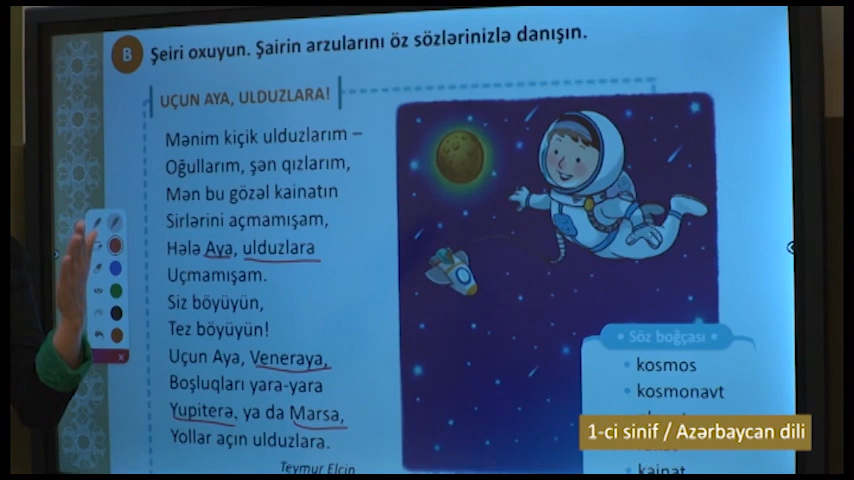 B Şeiri oxuyun. Şairin arzularını öz sözlərinizlə danışın.
UÇUN AYA, ULDUZLARA!
Mənim kiçik ulduzlarım –
Oğullarım, şən qızlarım,
Mən bu gözəl kainatın
Sirlərini açmamışam,
Hələ Aya, ulduzlara
Uçmamışam.
Siz böyüyün,
Tez böyüyün!
Uçun Aya, Veneraya,
Boşluqları yara-yara
Yupiterə, ya da Marsa,
Yollar açın ulduzlara.
Teymur Elçin
• Söz boğçası •
• kosmos
• kosmonavt
• kainat
1-ci sinif / Azərbaycan dili